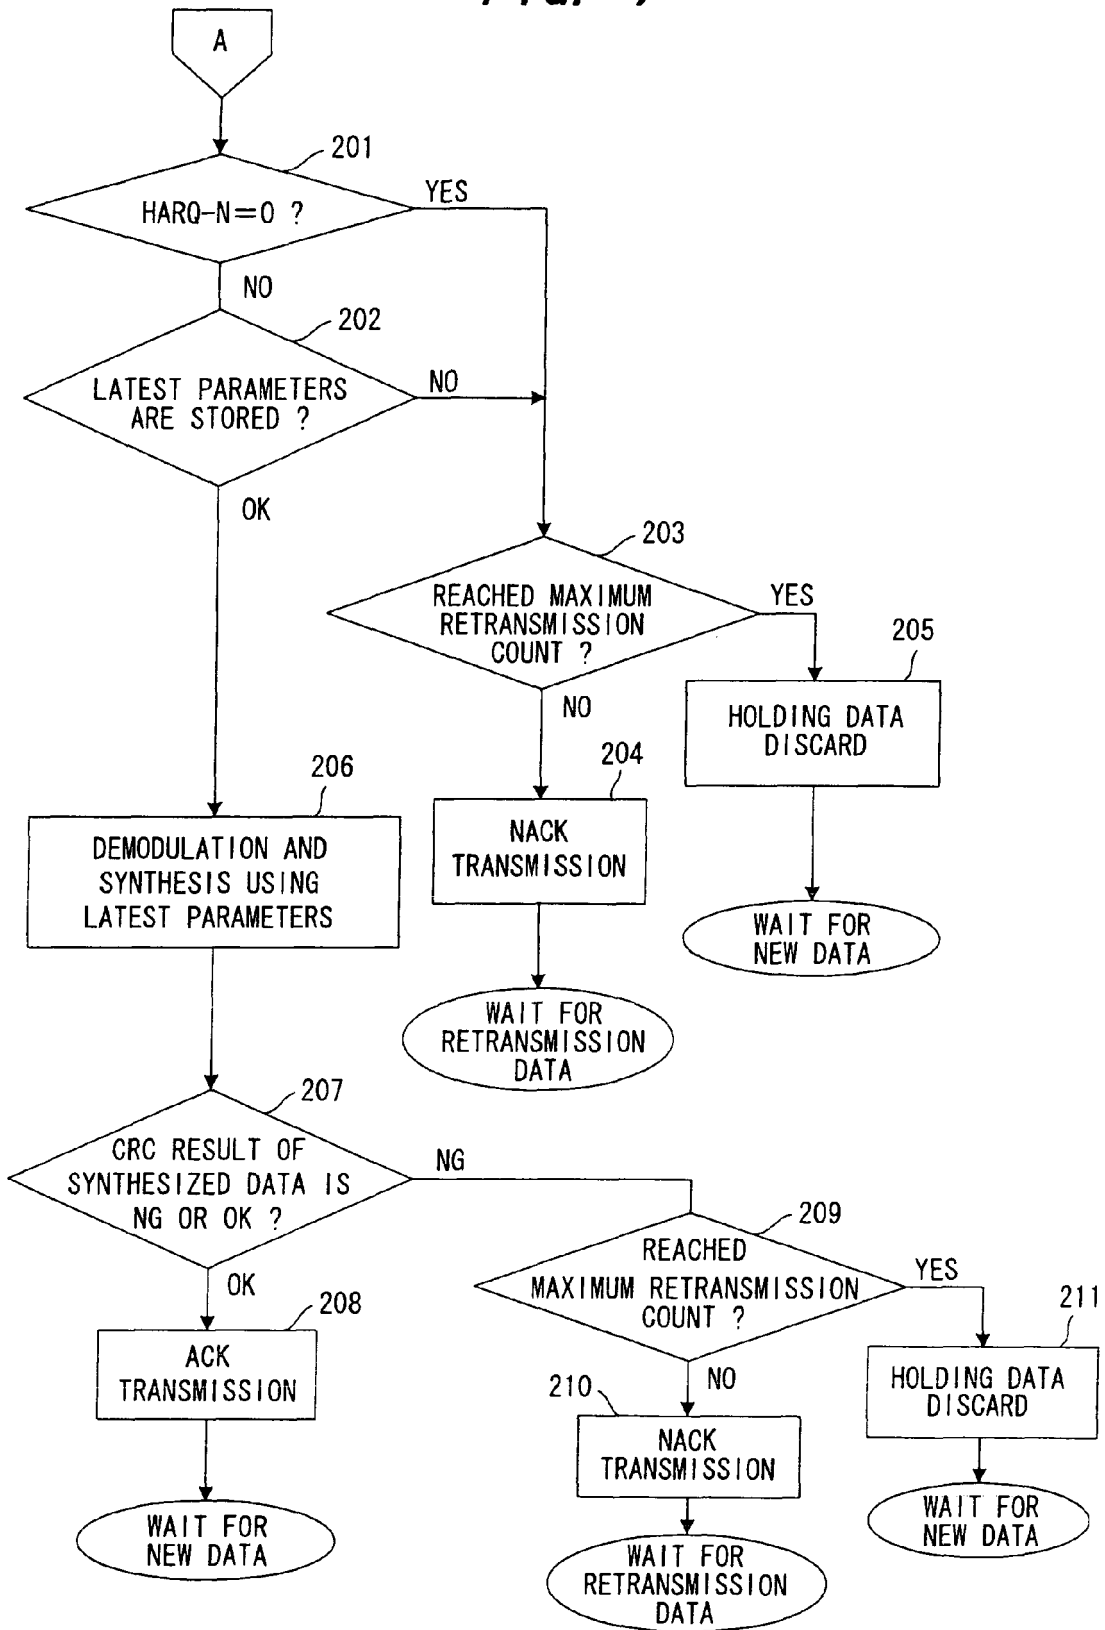 A
201
HARQ-N=0 ?
YES
NO
202
LATEST PARAMETERS
ARE STORED ?
NO
OK
203
REACHED MAXIMUM
RETRANSMISSION
COUNT ?
YES
205
HOLDING DATA
DISCARD
NO
204
NACK
TRANSMISSION
206
DEMODULATION AND
SYNTHESIS USING
LATEST PARAMETERS
WAIT FOR
NEW DATA
WAIT FOR
RETRANSMISSION
DATA
207
CRC RESULT OF
SYNTHESIZED DATA IS
NG OR OK ?
NG
209
REACHED
MAXIMUM RETRANSMISSION
COUNT ?
YES
211
HOLDING DATA
DISCARD
OK
208
ACK
TRANSMISSION
NO
210
NACK
TRANSMISSION
WAIT FOR
NEW DATA
WAIT FOR
NEW DATA
WAIT FOR
RETRANSMISSION
DATA